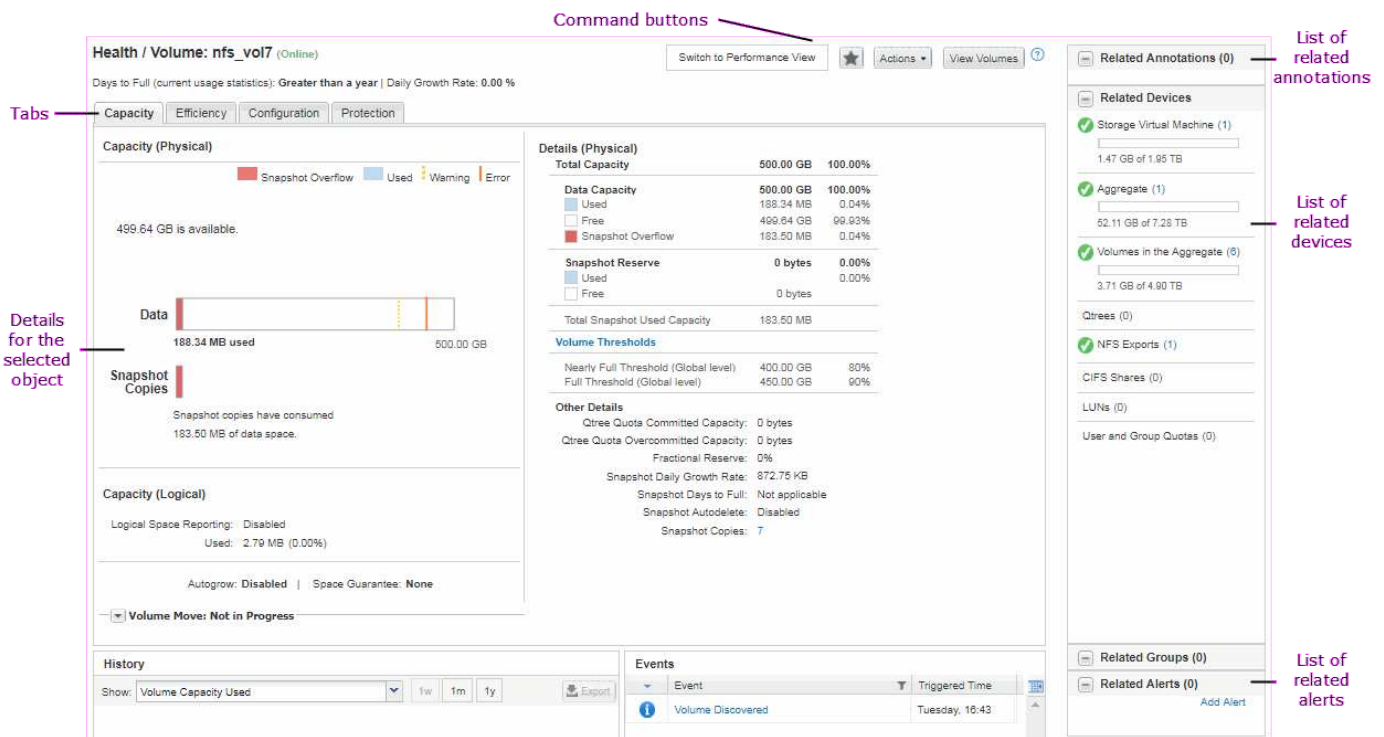 Command buttons
List of
related
annotations
Health / Volume: nfs_vol7 (Online)
Switch to Performance View
Actions
View Volumes
?
Days to Full (current usage statistics): Greater than a year | Daily Growth Rate: 0.00 %
Tabs
Capacity
Efficiency
Configuration
Protection
Capacity (Physical)
Snapshot Overflow
Used
Warning
Error
499.64 GB is available.
Data
188.34 MB used
500.00 GB
Snapshot
Copies
Snapshot copies have consumed
183.50 MB of data space.
Details
for the
selected
object
Capacity (Logical)
Logical Space Reporting: Disabled
Used: 2.79 MB (0.00%)
Autogrow: Disabled | Space Guarantee: None
Volume Move: Not in Progress
Details (Physical)
Total Capacity 500.00 GB 100.00%
Data Capacity 500.00 GB 100.00%
Used 188.34 MB 0.04%
Free 499.64 GB 99.93%
Snapshot Overflow 183.50 MB 0.04%
Snapshot Reserve 0 bytes 0.00%
Used 0.00%
Free 0 bytes
Total Snapshot Used Capacity 183.50 MB
Volume Thresholds
Nearly Full Threshold (Global level) 400.00 GB 80%
Full Threshold (Global level) 450.00 GB 90%
Other Details
Qtree Quota Committed Capacity: 0 bytes
Qtree Quota Overcommitted Capacity: 0 bytes
Fractional Reserve: 0%
Snapshot Daily Growth Rate: 872.75 KB
Snapshot Days to Full: Not applicable
Snapshot Autodelete: Disabled
Snapshot Copies: 7
Related Annotations (0)
Related Devices
Storage Virtual Machine (1)
1.47 GB of 1.95 TB
Aggregate (1)
52.11 GB of 7.28 TB
Volumes in the Aggregate (6)
3.71 GB of 4.90 TB
Qtrees (0)
NFS Exports (1)
CIFS Shares (0)
LUNs (0)
User and Group Quotas (0)
List of
related
devices
History
Show: Volume Capacity Used
1w
1m
1y
Export
Events
Event
Triggered Time
Volume Discovered
Tuesday, 16:43
Related Groups (0)
Related Alerts (0)
Add Alert
List of
related
alerts